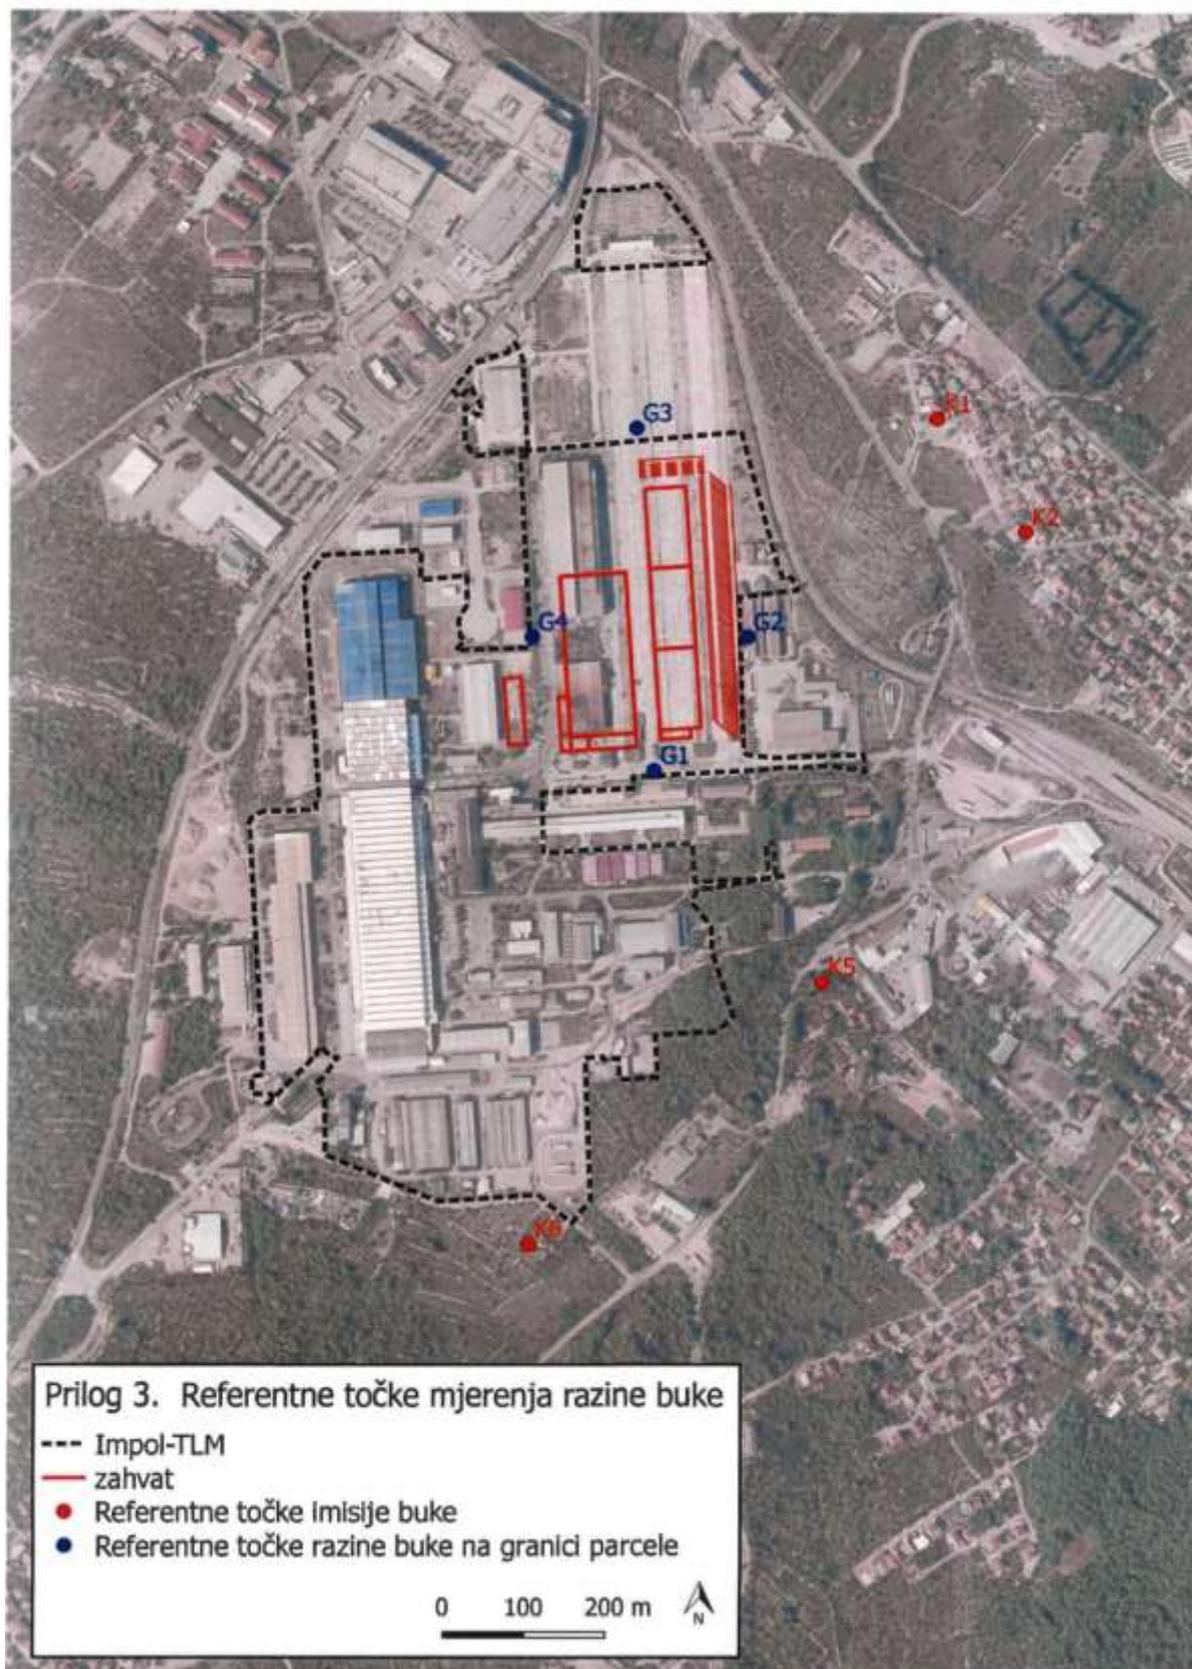 G3
K1
K2
G4
G2
G1
K5
K6
Prilog 3. Referentne točke mjerenja razine buke
Impol-TLM
zahvat
Referentne točke imisije buke
Referentne točke razine buke na granici parcele
0 100 200 m
N